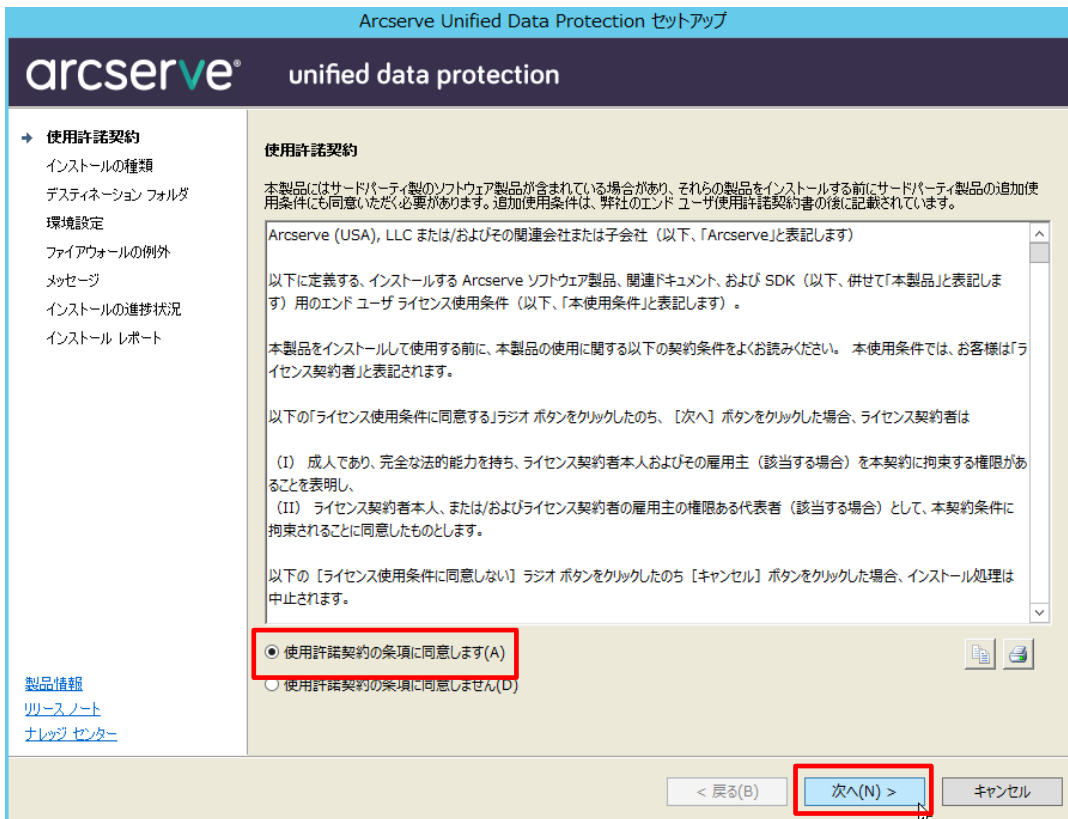 Arcserve Unified Data Protection セットアップ
arcserve® unified data protection
使用許諾契約
インストールの種類
デスティネーション フォルダ
環境設定
ファイアウォールの例外
メッセージ
インストールの進捗状況
インストール レポート
製品情報
リリース ノート
ナレッジ センター
使用許諾契約
本製品にはサードパーティ製のソフトウェア製品が含まれている場合があり、それらの製品をインストールする前にサードパーティ製品の追加使
用条件にも同意いただく必要があります。追加使用条件は、弊社のエンド ユーザ使用許諾契約書の後に記載されています。
Arcserve (USA), LLC または/およびその関連会社または子会社（以下、「Arcserve」と表記します）
以下に定義する、インストールする Arcserve ソフトウェア製品、関連ドキュメント、および SDK（以下、併せて「本製品」と表記しま
す）用のエンド ユーザ ライセンス使用条件（以下、「本使用条件」と表記します）。
本製品をインストールして使用する前に、本製品の使用に関する以下の契約条件をよくお読みください。 本使用条件では、お客様は「ラ
イセンス契約者」と表記されます。
以下の「ライセンス使用条件に同意する」ラジオ ボタンをクリックしたのち、［次へ］ボタンをクリックした場合、ライセンス契約者は
（I） 成人であり、完全な法的能力を持ち、ライセンス契約者本人およびその雇用主（該当する場合）を本契約に拘束する権限があ
ることを表明し、
（II） ライセンス契約者本人、または/およびライセンス契約者の雇用主の権限ある代表者（該当する場合）として、本契約条件に
拘束されることに同意したものとします。
以下の［ライセンス使用条件に同意しない］ラジオ ボタンをクリックしたのち［キャンセル］ボタンをクリックした場合、インストール処理は
中止されます。
使用許諾契約の条項に同意します(A)
使用許諾契約の条項に同意しません(D)
< 戻る(B)
次へ(N) >
キャンセル